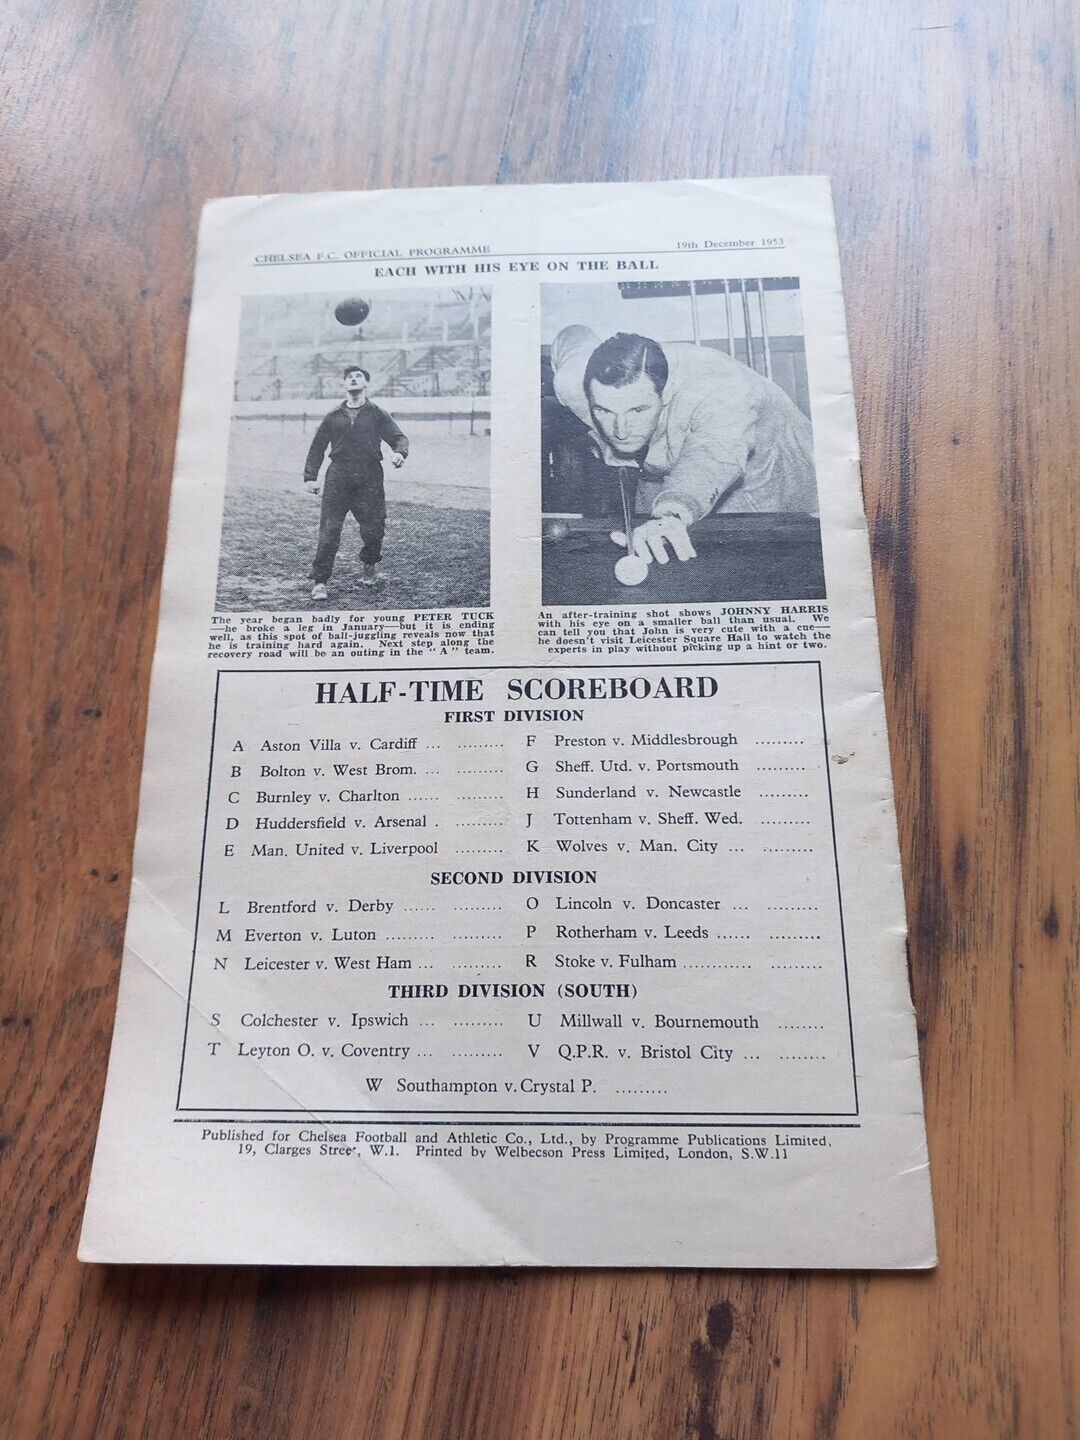 CHELSEA F.C. OFFICIAL PROGRAMME 19th December 1953
EACH WITH HIS EYE ON THE BALL
The year began badly for young PETER TUCK
—he broke a leg in January—but it is ending
well, as this spot of ball-juggling reveals now that
he is training hard again. Next step along the
recovery road will be an outing in the "A" team.
An after-training shot shows JOHNNY HARRIS
with his eye on a smaller ball than usual. We
can tell you that John is very cute with a cue—
he doesn't visit Leicester Square Hall to watch the
experts in play without picking up a hint or two.
HALF-TIME SCOREBOARD
FIRST DIVISION
A Aston Villa v. Cardiff ... .........
B Bolton v. West Brom. ... .........
C Burnley v. Charlton ...... .........
D Huddersfield v. Arsenal . .........
E Man. United v. Liverpool .........
F Preston v. Middlesbrough .........
G Sheff. Utd. v. Portsmouth .........
H Sunderland v. Newcastle .........
J Tottenham v. Sheff. Wed. .........
K Wolves v. Man. City ... .........
SECOND DIVISION
L Brentford v. Derby ...... .........
M Everton v. Luton ......... .........
N Leicester v. West Ham ... .........
O Lincoln v. Doncaster ... .........
P Rotherham v. Leeds ...... .........
R Stoke v. Fulham ............ .........
THIRD DIVISION (SOUTH)
S Colchester v. Ipswich ... .........
T Leyton O. v. Coventry ... .........
U Millwall v. Bournemouth ........
V Q.P.R. v. Bristol City ... ........
W Southampton v. Crystal P. .........
Published for Chelsea Football and Athletic Co., Ltd., by Programme Publications Limited,
19, Clarges Street, W.1. Printed by Welbecson Press Limited, London, S.W.11